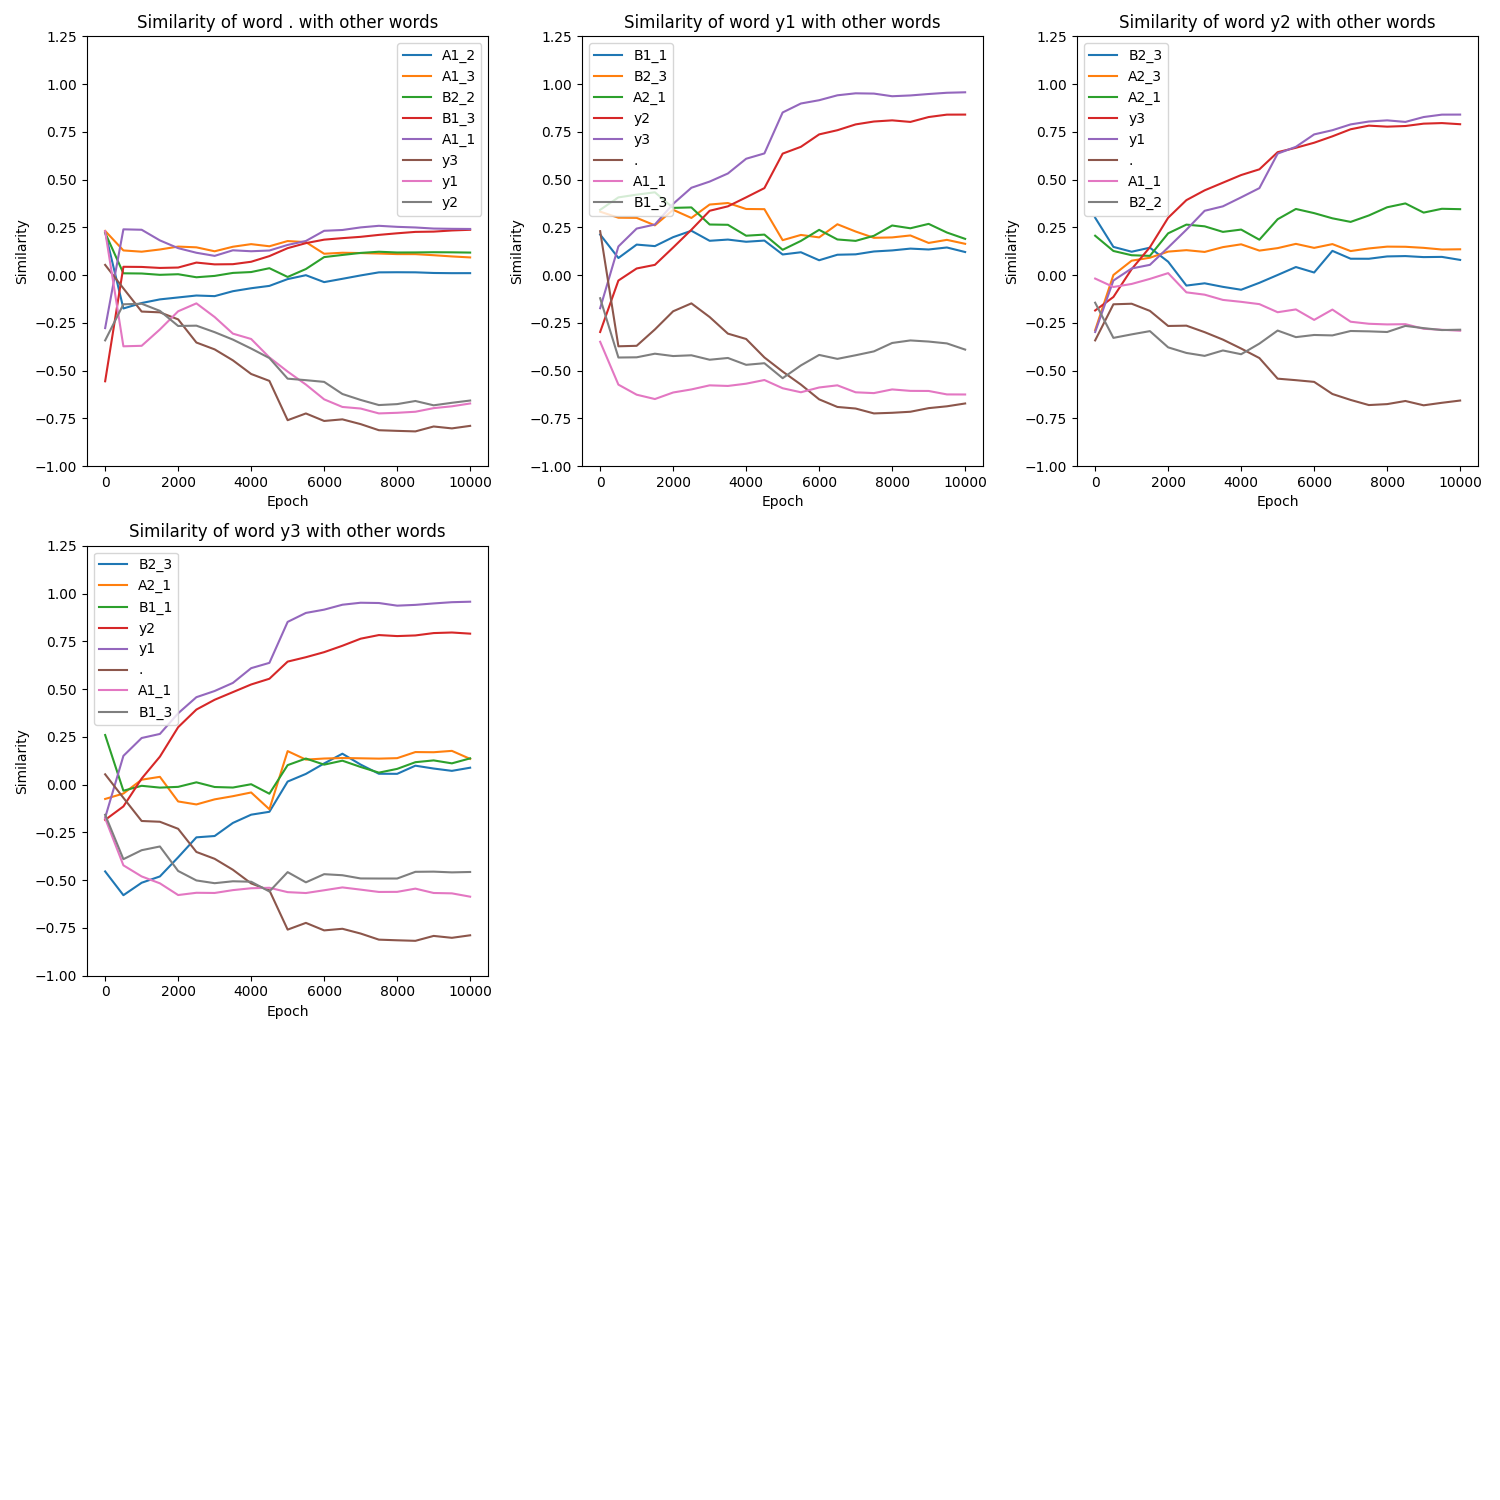 Similarity of word . with other words
1.25
1.00
0.75
0.50
0.25
0.00
−0.25
−0.50
−0.75
−1.00
Similarity
A1_2
A1_3
B2_2
B1_3
A1_1
y3
y1
y2
0 2000 4000 6000 8000 10000
Epoch
Similarity of word y1 with other words
1.25
1.00
0.75
0.50
0.25
0.00
−0.25
−0.50
−0.75
−1.00
Similarity
B1_1
B2_3
A2_1
y2
y3
.
A1_1
B1_3
0 2000 4000 6000 8000 10000
Epoch
Similarity of word y2 with other words
1.25
1.00
0.75
0.50
0.25
0.00
−0.25
−0.50
−0.75
−1.00
Similarity
B2_3
A2_3
A2_1
y3
y1
.
A1_1
B2_2
0 2000 4000 6000 8000 10000
Epoch
Similarity of word y3 with other words
1.25
1.00
0.75
0.50
0.25
0.00
−0.25
−0.50
−0.75
−1.00
Similarity
B2_3
A2_1
B1_1
y2
y1
.
A1_1
B1_3
0 2000 4000 6000 8000 10000
Epoch